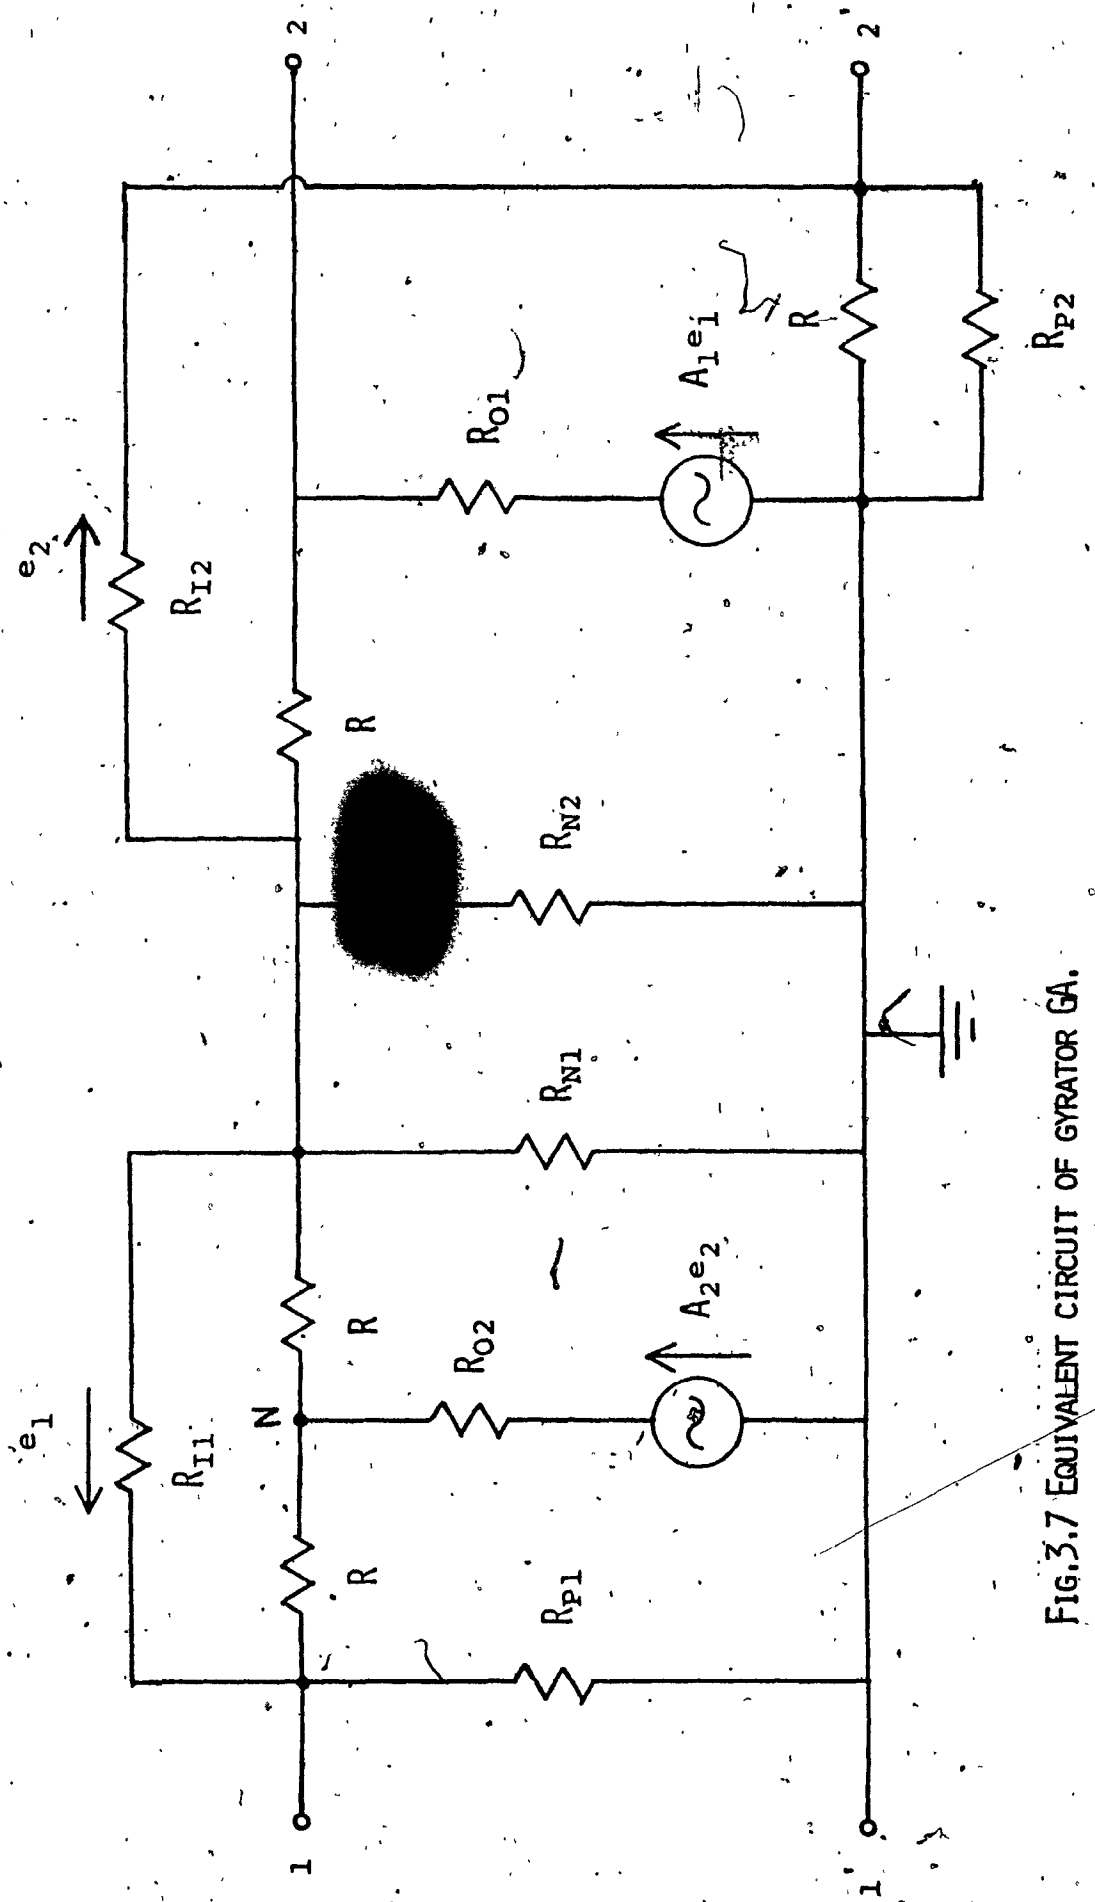 e1
e2
RI1
RI2
1
R
N
R
R
2
RP1
RO2
A2e2
RN1
RN2
RO1
A1ei
R
1'
2'
RP2
FIG.3.7 EQUIVALENT CIRCUIT OF GYRATOR GA.